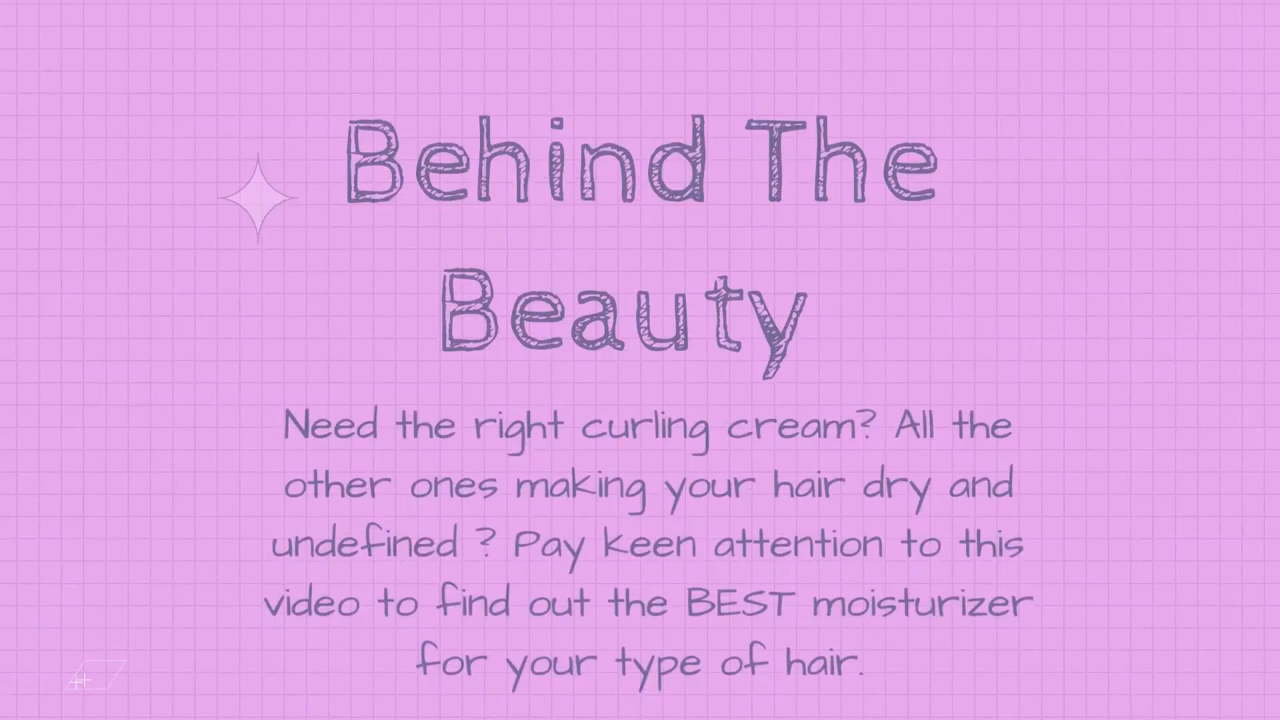 Behind The
Beauty
Need the right curling cream? All the
other ones making your hair dry and
undefined ? Pay keen attention to this
video to find out the BEST moisturizer
for your type of hair.